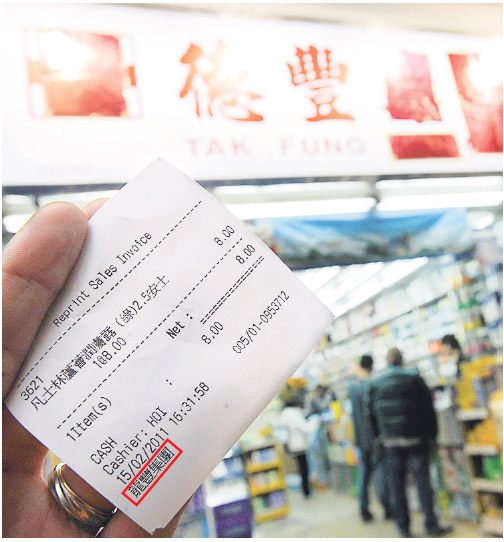 德豐
TAK FUNG
Reprint Sales Invoice
8.00
3621
凡士林蘆薈潤膚露 (綠)2.5安士
1@8.00
8.00
Net :
8.00
1Item(s)
CASH :
Cashier: HOI
005/01-0953712
15/02/2011 16:31:58
龍豐集團